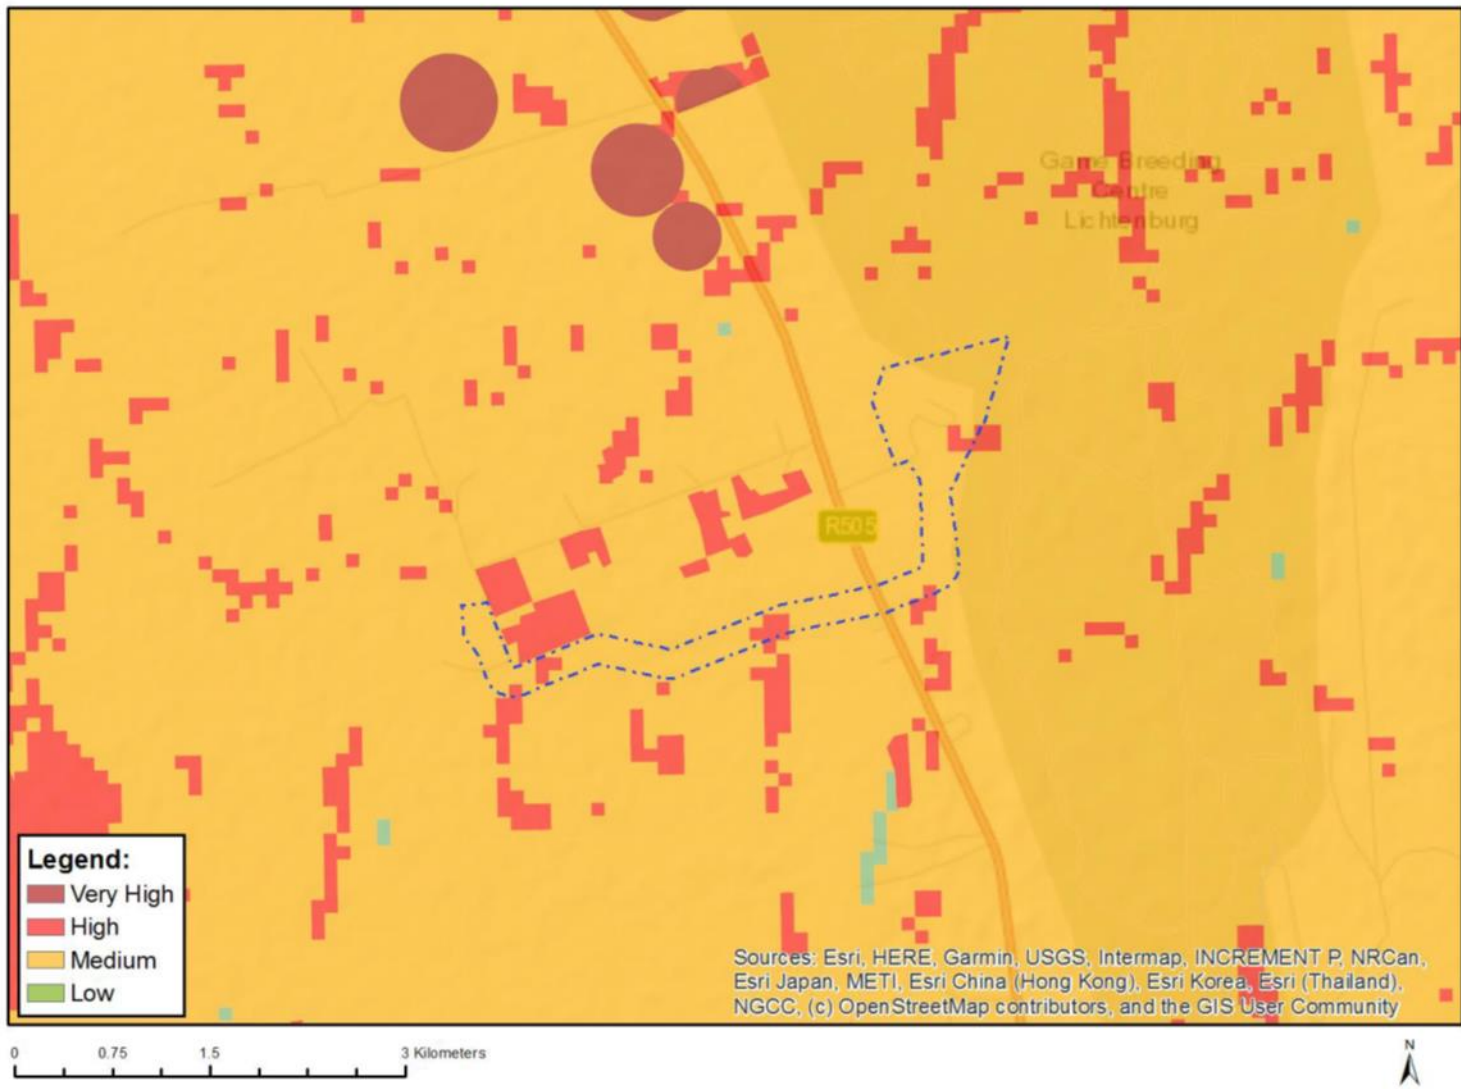 Game Breeding
Centre
Lichtenburg
R505
Legend:
Very High
High
Medium
Low
Sources: Esri, HERE, Garmin, USGS, Intermap, INCREMENT P, NRCan,
Esri Japan, METI, Esri China (Hong Kong), Esri Korea, Esri (Thailand),
NGCC, (c) OpenStreetMap contributors, and the GIS User Community
0 0.75 1.5 3 Kilometers
N